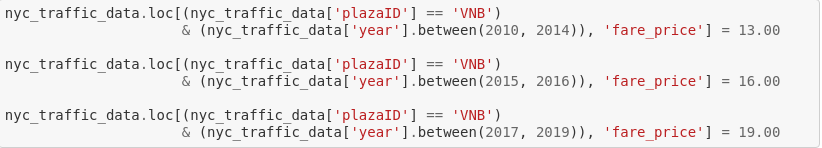 nyc_traffic_data.loc[(nyc_traffic_data['plazaID'] == 'VNB')
                     & (nyc_traffic_data['year'].between(2010, 2014)), 'fare_price'] = 13.00
nyc_traffic_data.loc[(nyc_traffic_data['plazaID'] == 'VNB')
                     & (nyc_traffic_data['year'].between(2015, 2016)), 'fare_price'] = 16.00
nyc_traffic_data.loc[(nyc_traffic_data['plazaID'] == 'VNB')
                     & (nyc_traffic_data['year'].between(2017, 2019)), 'fare_price'] = 19.00